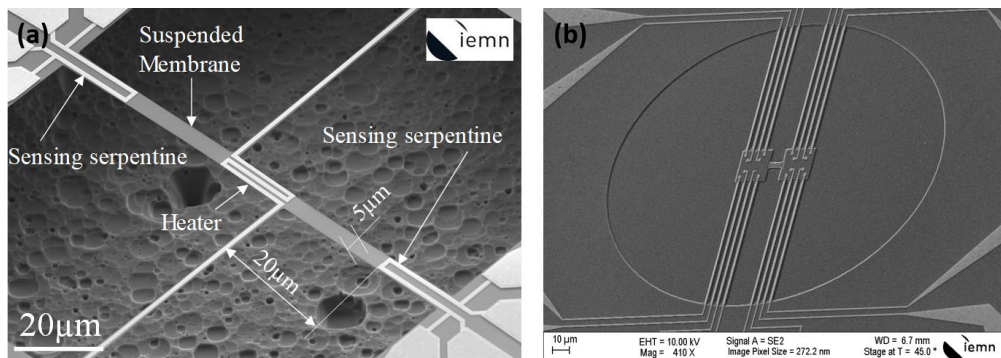 (a)
Suspended
Membrane
iemn
Sensing serpentine
Sensing serpentine
Heater
5µm
20µm
20µm
(b)
10 µm
EHT = 10.00 kV
Signal A = SE2
WD = 6.7 mm
Mag = 410 X
Image Pixel Size = 272.2 nm
Stage at T = 45.0 °
iemn